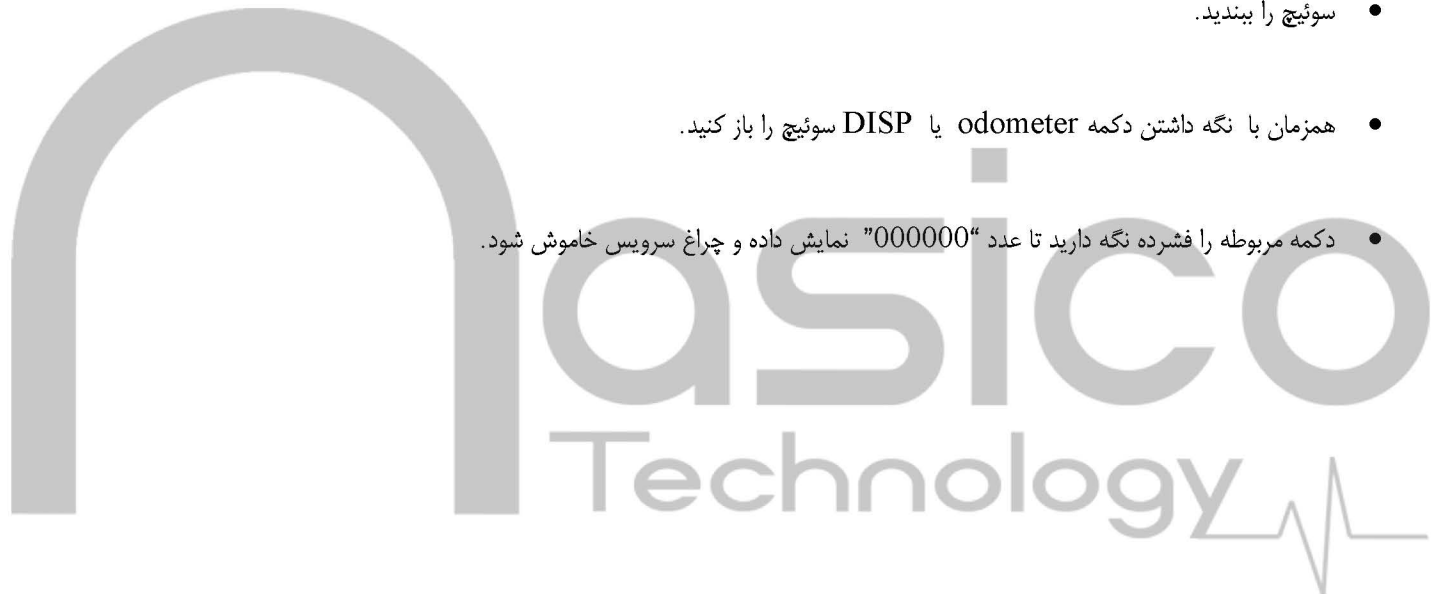 • سوئیچ را ببندید.
• همزمان با نگه داشتن دکمه odometer یا DISP سوئیچ را باز کنید.
• دکمه مربوطه را فشرده نگه دارید تا عدد “000000” نمایش داده و چراغ سرویس خاموش شود.
nasico
Technology